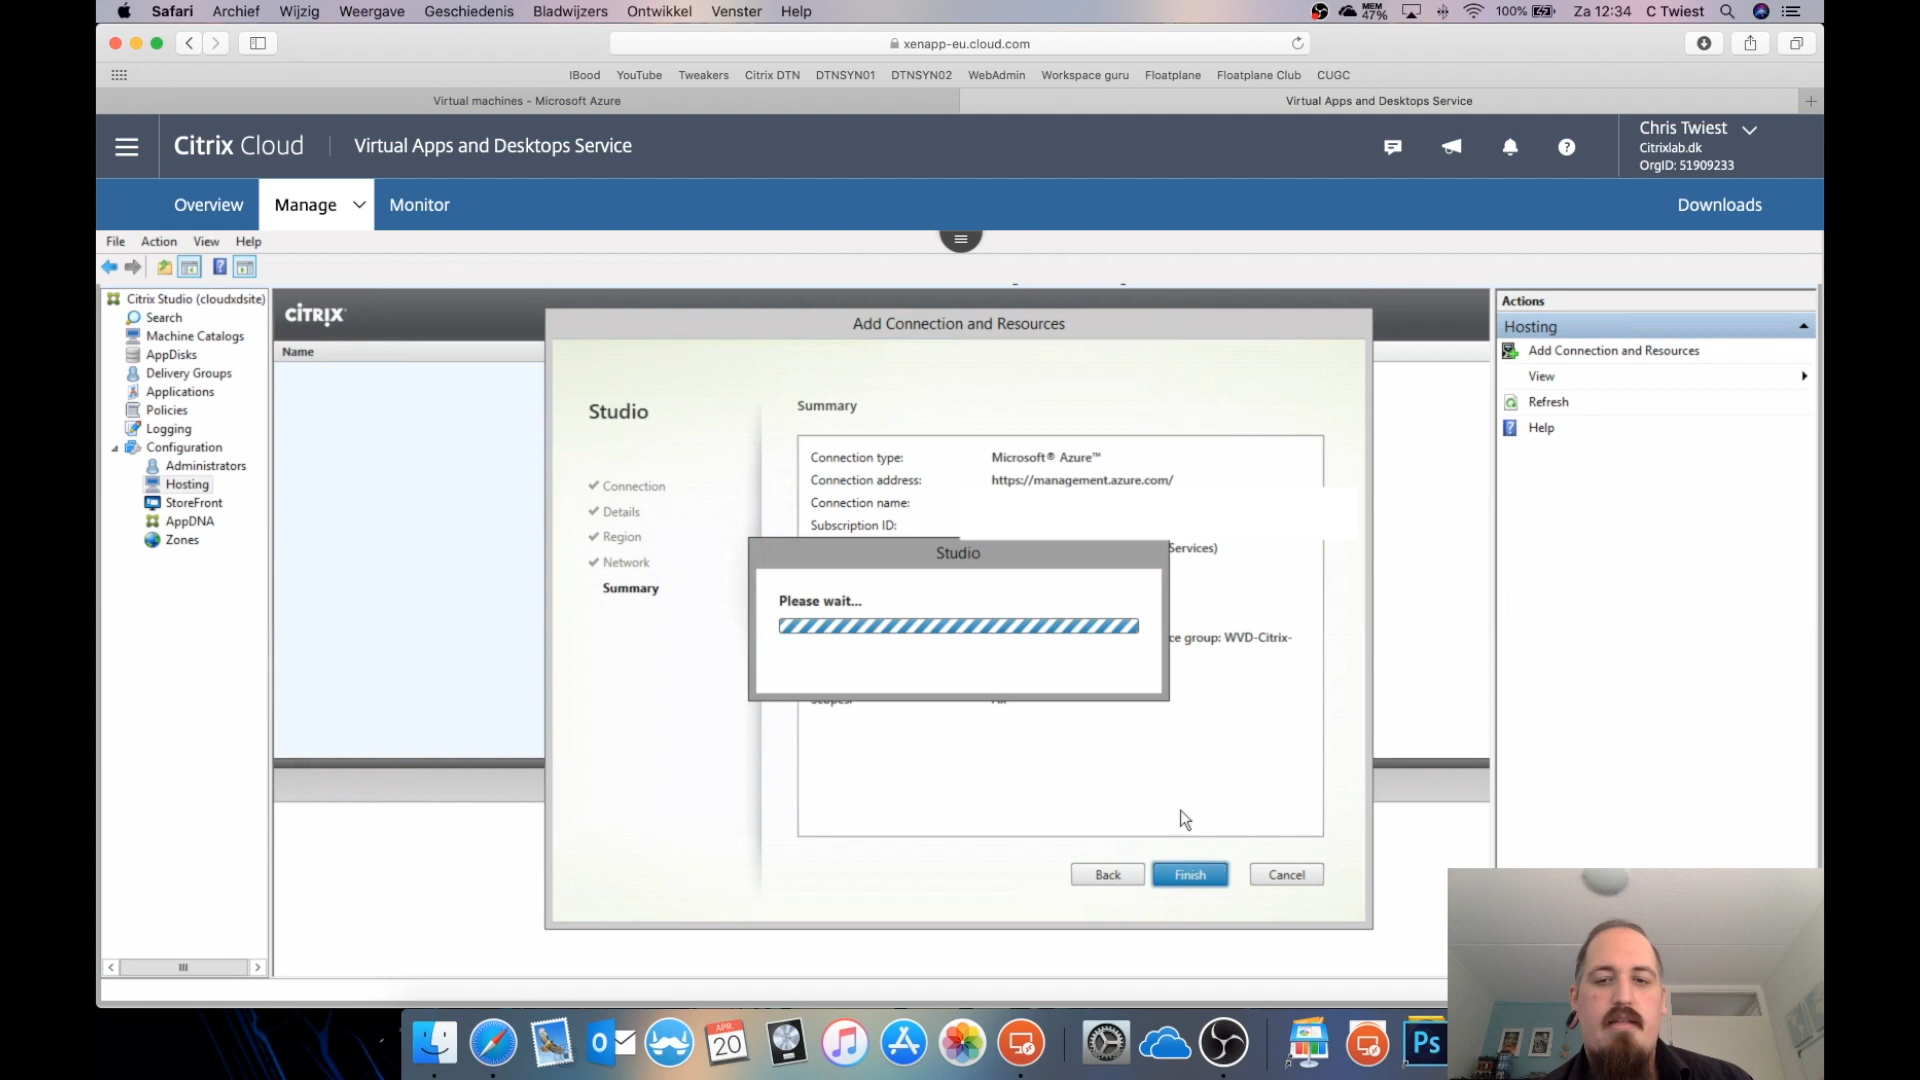 Safari Archief Wijzig Weergave Geschiedenis Bladwijzers Ontwikkel Venster Help MEM 47% 100% Za 12:34 C Twiest
xenapp-eu.cloud.com
IBood YouTube Tweakers Citrix DTN DTNSYN01 DTNSYN02 WebAdmin Workspace guru Floatplane Floatplane Club CUGC
Virtual machines - Microsoft Azure Virtual Apps and Desktops Service
Citrix Cloud Virtual Apps and Desktops Service
Chris Twiest
Citrixlab.dk
OrgID: 51909233
Overview Manage Monitor Downloads
File Action View Help
Citrix Studio (cloudxdsite)
Search
Machine Catalogs
AppDisks
Delivery Groups
Applications
Policies
Logging
Configuration
Administrators
Hosting
StoreFront
AppDNA
Zones
CITRIX
Name
Add Connection and Resources
Studio
Connection
Details
Region
Network
Summary
Summary
Connection type: Microsoft® Azure™
Connection address: https://management.azure.com/
Connection name:
Subscription ID:
Services)
ce group: WVD-Citrix-
Studio
Please wait...
Back Finish Cancel
Actions
Hosting
Add Connection and Resources
View
Refresh
Help
APR.
20
Ps